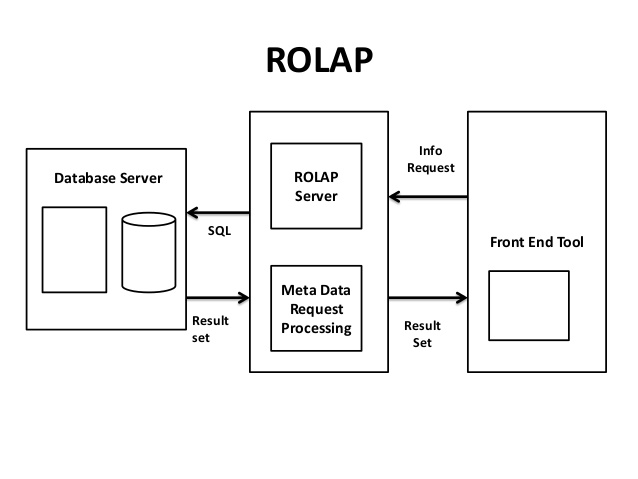 ROLAP
Database Server
SQL
Result
set
ROLAP
Server
Meta Data
Request
Processing
Info
Request
Result
Set
Front End Tool